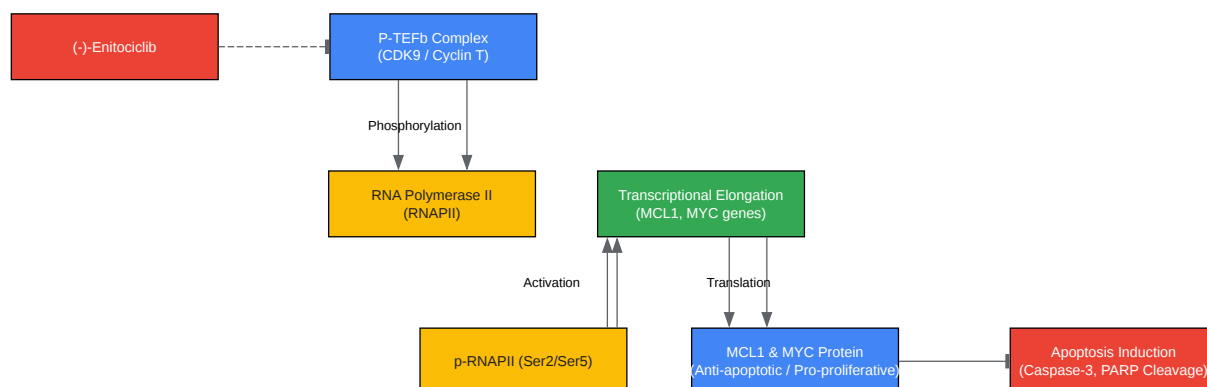 (-)-Enitociclib
P-TEFb Complex
(CDK9 / Cyclin T)
Phosphorylation
RNA Polymerase II
(RNAPII)
Transcriptional Elongation
(MCL1, MYC genes)
Activation
Translation
p-RNAPII (Ser2/Ser5)
MCL1 & MYC Protein
(Anti-apoptotic / Pro-proliferative)
Apoptosis Induction
(Caspase-3, PARP Cleavage)